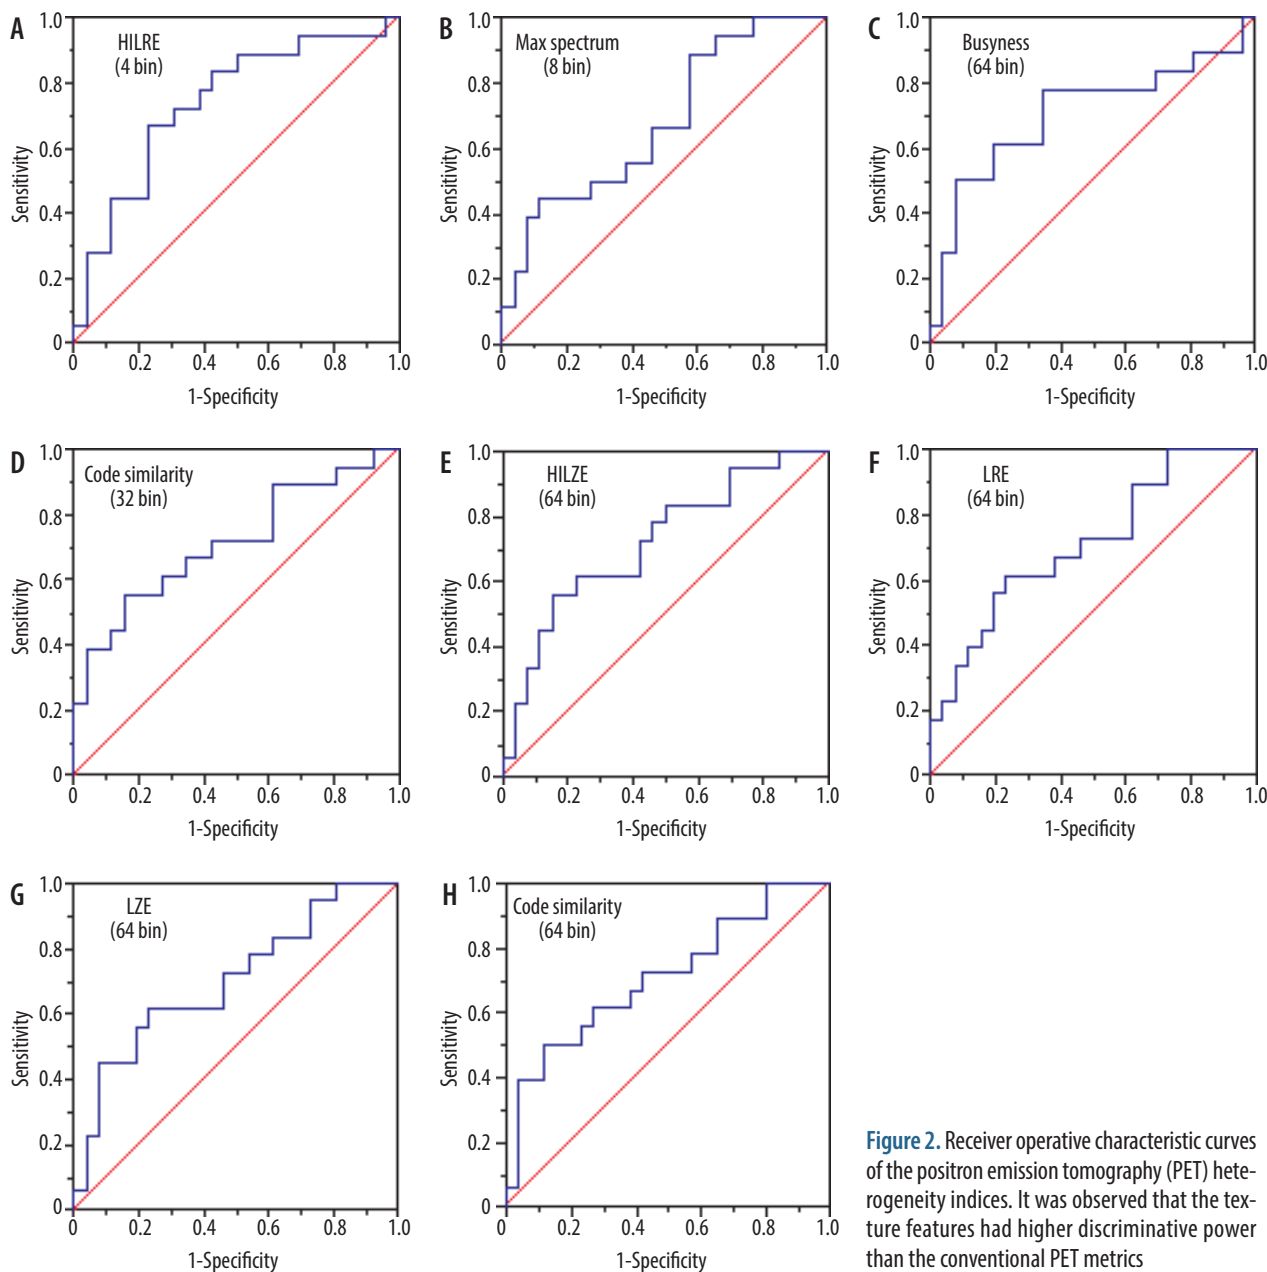 A
HILRE
(4 bin)
Sensitivity
1.0
0.8
0.6
0.4
0.2
0
0 0.2 0.4 0.6 0.8 1.0
1-Specificity
B
Max spectrum
(8 bin)
Sensitivity
1.0
0.8
0.6
0.4
0.2
0
0 0.2 0.4 0.6 0.8 1.0
1-Specificity
C
Busyness
(64 bin)
Sensitivity
1.0
0.8
0.6
0.4
0.2
0
0 0.2 0.4 0.6 0.8 1.0
1-Specificity
D
Code similarity
(32 bin)
Sensitivity
1.0
0.8
0.6
0.4
0.2
0
0 0.2 0.4 0.6 0.8 1.0
1-Specificity
E
HILZE
(64 bin)
Sensitivity
1.0
0.8
0.6
0.4
0.2
0
0 0.2 0.4 0.6 0.8 1.0
1-Specificity
F
LRE
(64 bin)
Sensitivity
1.0
0.8
0.6
0.4
0.2
0
0 0.2 0.4 0.6 0.8 1.0
1-Specificity
G
LZE
(64 bin)
Sensitivity
1.0
0.8
0.6
0.4
0.2
0
0 0.2 0.4 0.6 0.8 1.0
1-Specificity
H
Code similarity
(64 bin)
Sensitivity
1.0
0.8
0.6
0.4
0.2
0
0 0.2 0.4 0.6 0.8 1.0
1-Specificity
Figure 2. Receiver operative characteristic curves
of the positron emission tomography (PET) hete-
rogeneity indices. It was observed that the tex-
ture features had higher discriminative power
than the conventional PET metrics